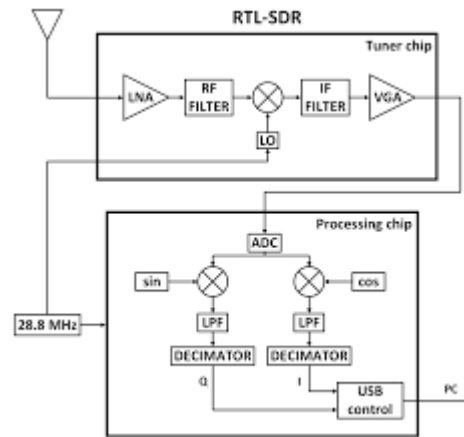 RTL-SDR
Tuner chip
LNA
RF
FILTER
IF
FILTER
VGA
LO
Processing chip
ADC
sin
cos
28.8 MHz
LPF
LPF
DECIMATOR
DECIMATOR
Q
I
USB
control
PC